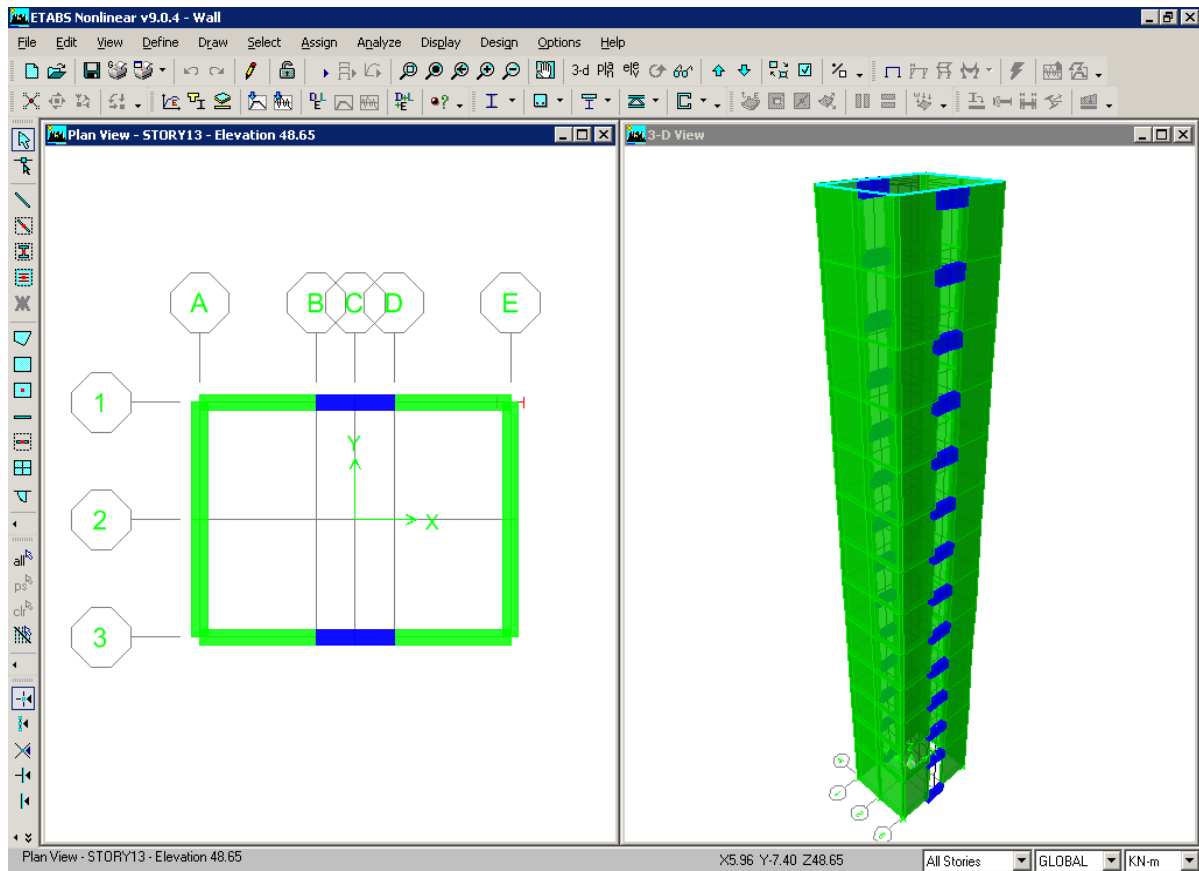 ETABS Nonlinear v9.0.4 - Wall
File Edit View Define Draw Select Assign Analyze Display Design Options Help
3-d
all
ps
clr
Plan View - STORY13 - Elevation 48.65
A B C D E
1
2
3
Y
X
3-D View
Plan View - STORY13 - Elevation 48.65
X5.96 Y-7.40 Z48.65
All Stories
GLOBAL
KN-m